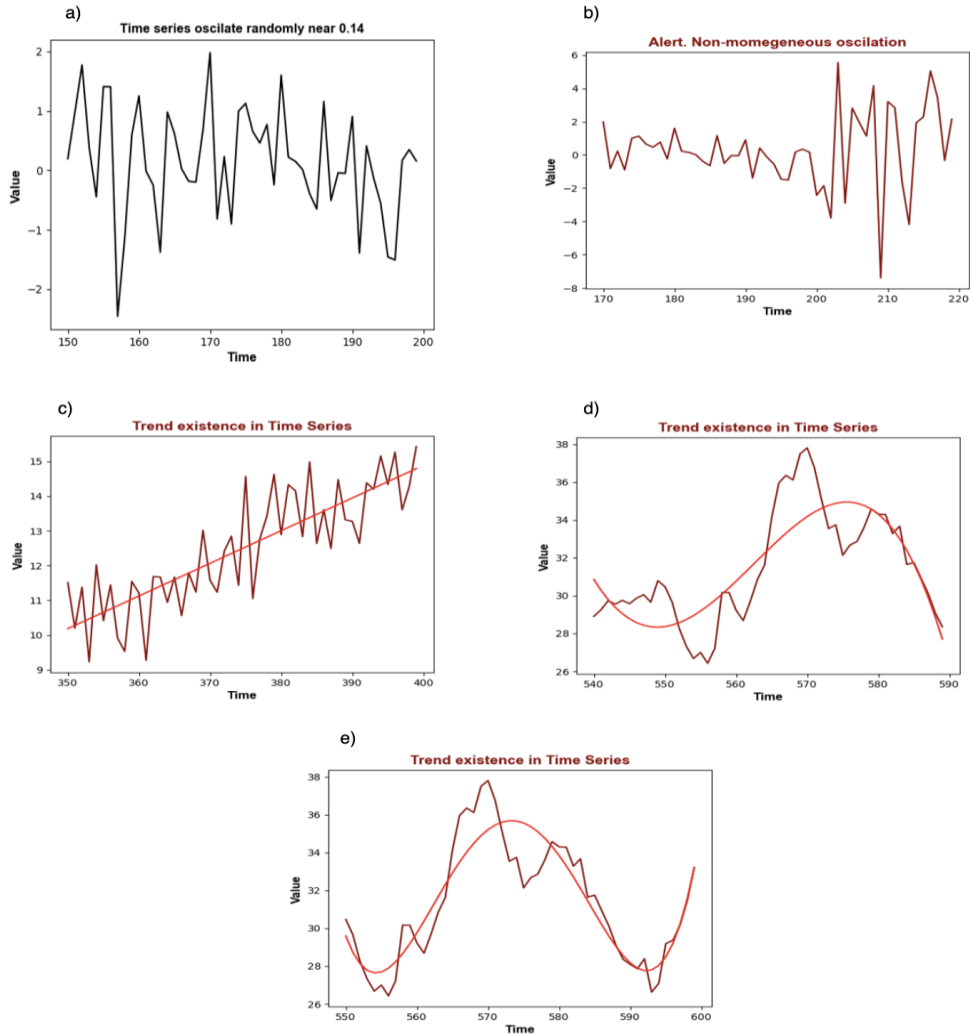 a)
Time series oscilate randomly near 0.14
2
1
0
−1
−2
Value
150 160 170 180 190 200
Time
b)
Alert. Non-momegeneous oscilation
6
4
2
0
−2
−4
−6
−8
Value
170 180 190 200 210 220
Time
c)
Trend existence in Time Series
15
14
13
12
11
10
9
Value
350 360 370 380 390 400
Time
d)
Trend existence in Time Series
38
36
34
32
30
28
26
Value
540 550 560 570 580 590
Time
e)
Trend existence in Time Series
38
36
34
32
30
28
26
Value
550 560 570 580 590 600
Time